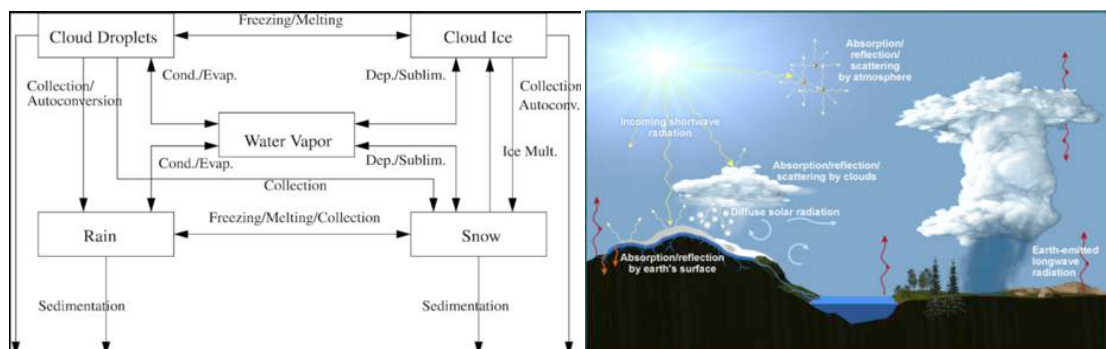 Freezing/Melting
Cloud Droplets
Cloud Ice
Collection/
Autoconversion
Cond./Evap.
Dep./Sublim.
Collection
Autoconv.
Water Vapor
Cond./Evap.
Dep./Sublim.
Ice Mult.
Collection
Freezing/Melting/Collection
Rain
Snow
Sedimentation
Sedimentation
Absorption/
reflection/
scattering
by atmosphere
Incoming shortwave
radiation
Absorption/reflection/
scattering by clouds
Diffuse solar radiation
Absorption/reflection
by earth's surface
Earth-emitted
longwave
radiation